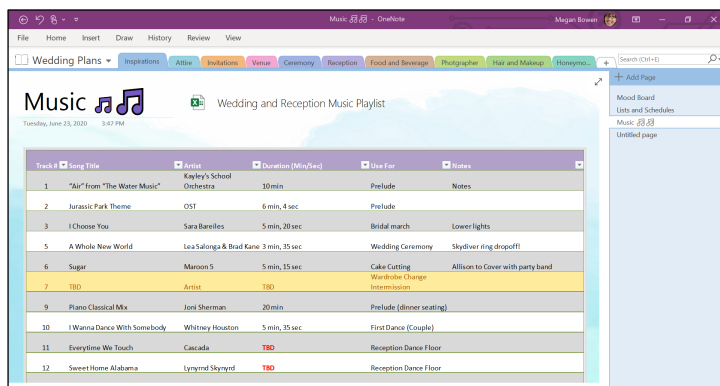 Music 🎵🎵 - OneNote
Megan Bowen
File Home Insert Draw History Review View
Wedding Plans
Inspirations Attire Invitations Venue Ceremony Reception Food and Beverage Photographer Hair and Makeup Honeymo...
Search (Ctrl+E)
Add Page
Mood Board
Lists and Schedules
Music 🎵🎵
Untitled page
Music 🎵🎵
Wedding and Reception Music Playlist
Tuesday, June 23, 2020 3:47 PM
Track # Song Title Artist Duration (Min/Sec) Use For Notes
1 "Air" from "The Water Music" Kayley's School Orchestra 10 min Prelude Notes
2 Jurassic Park Theme OST 6 min, 4 sec Prelude
3 I Choose You Sara Bareiles 5 min, 20 sec Bridal march Lower lights
5 A Whole New World Lea Salonga & Brad Kane 3 min, 35 sec Wedding Ceremony Skydiver ring dropoff!
6 Sugar Maroon 5 5 min, 15 sec Cake Cutting Allison to Cover with party band
7 TBD Artist TBD Wardrobe Change Intermission
9 Piano Classical Mix Joni Sherman 20 min Prelude (dinner seating)
10 I Wanna Dance With Somebody Whitney Houston 5 min, 35 sec First Dance (Couple)
11 Everytime We Touch Cascada TBD Reception Dance Floor
12 Sweet Home Alabama Lynyrnd Skynyrd TBD Reception Dance Floor